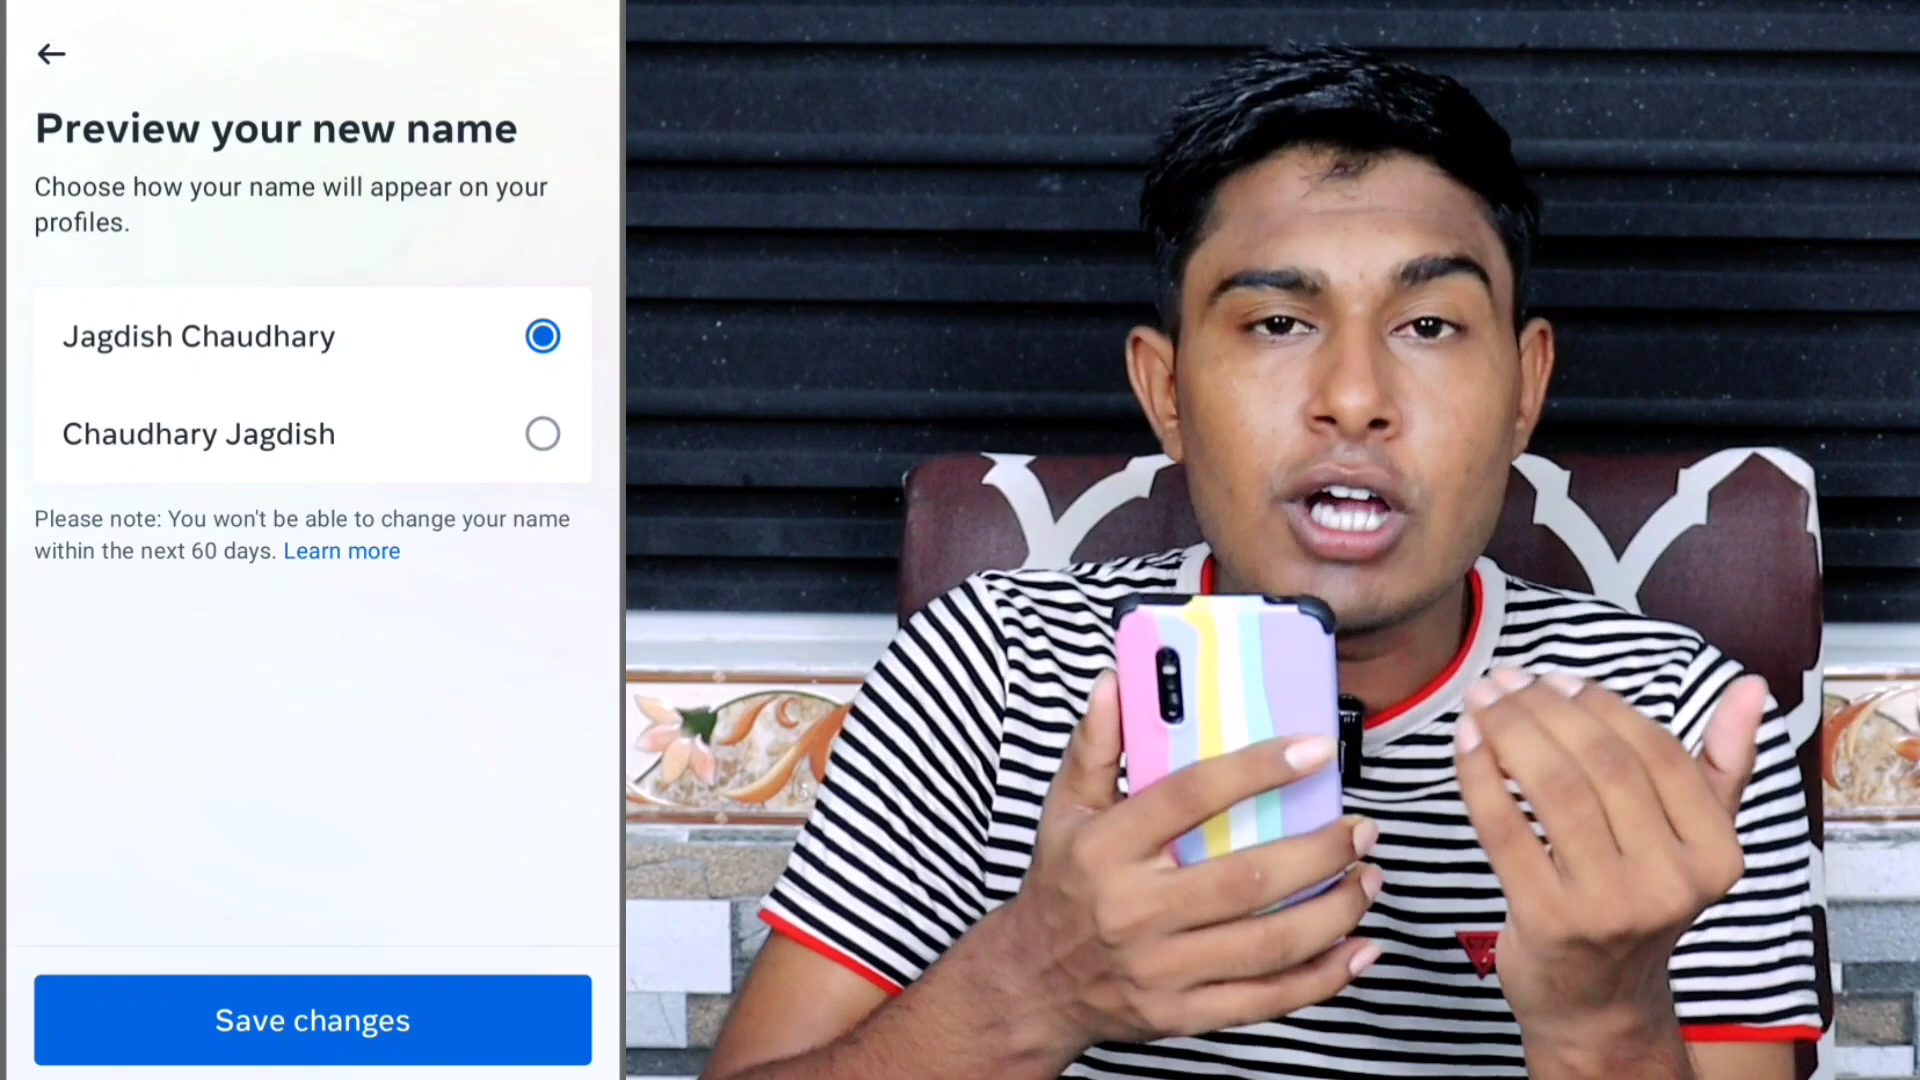 Preview your new name
Choose how your name will appear on your
profiles.
Jagdish Chaudhary
Chaudhary Jagdish
Please note: You won't be able to change your name
within the next 60 days. Learn more
Save changes